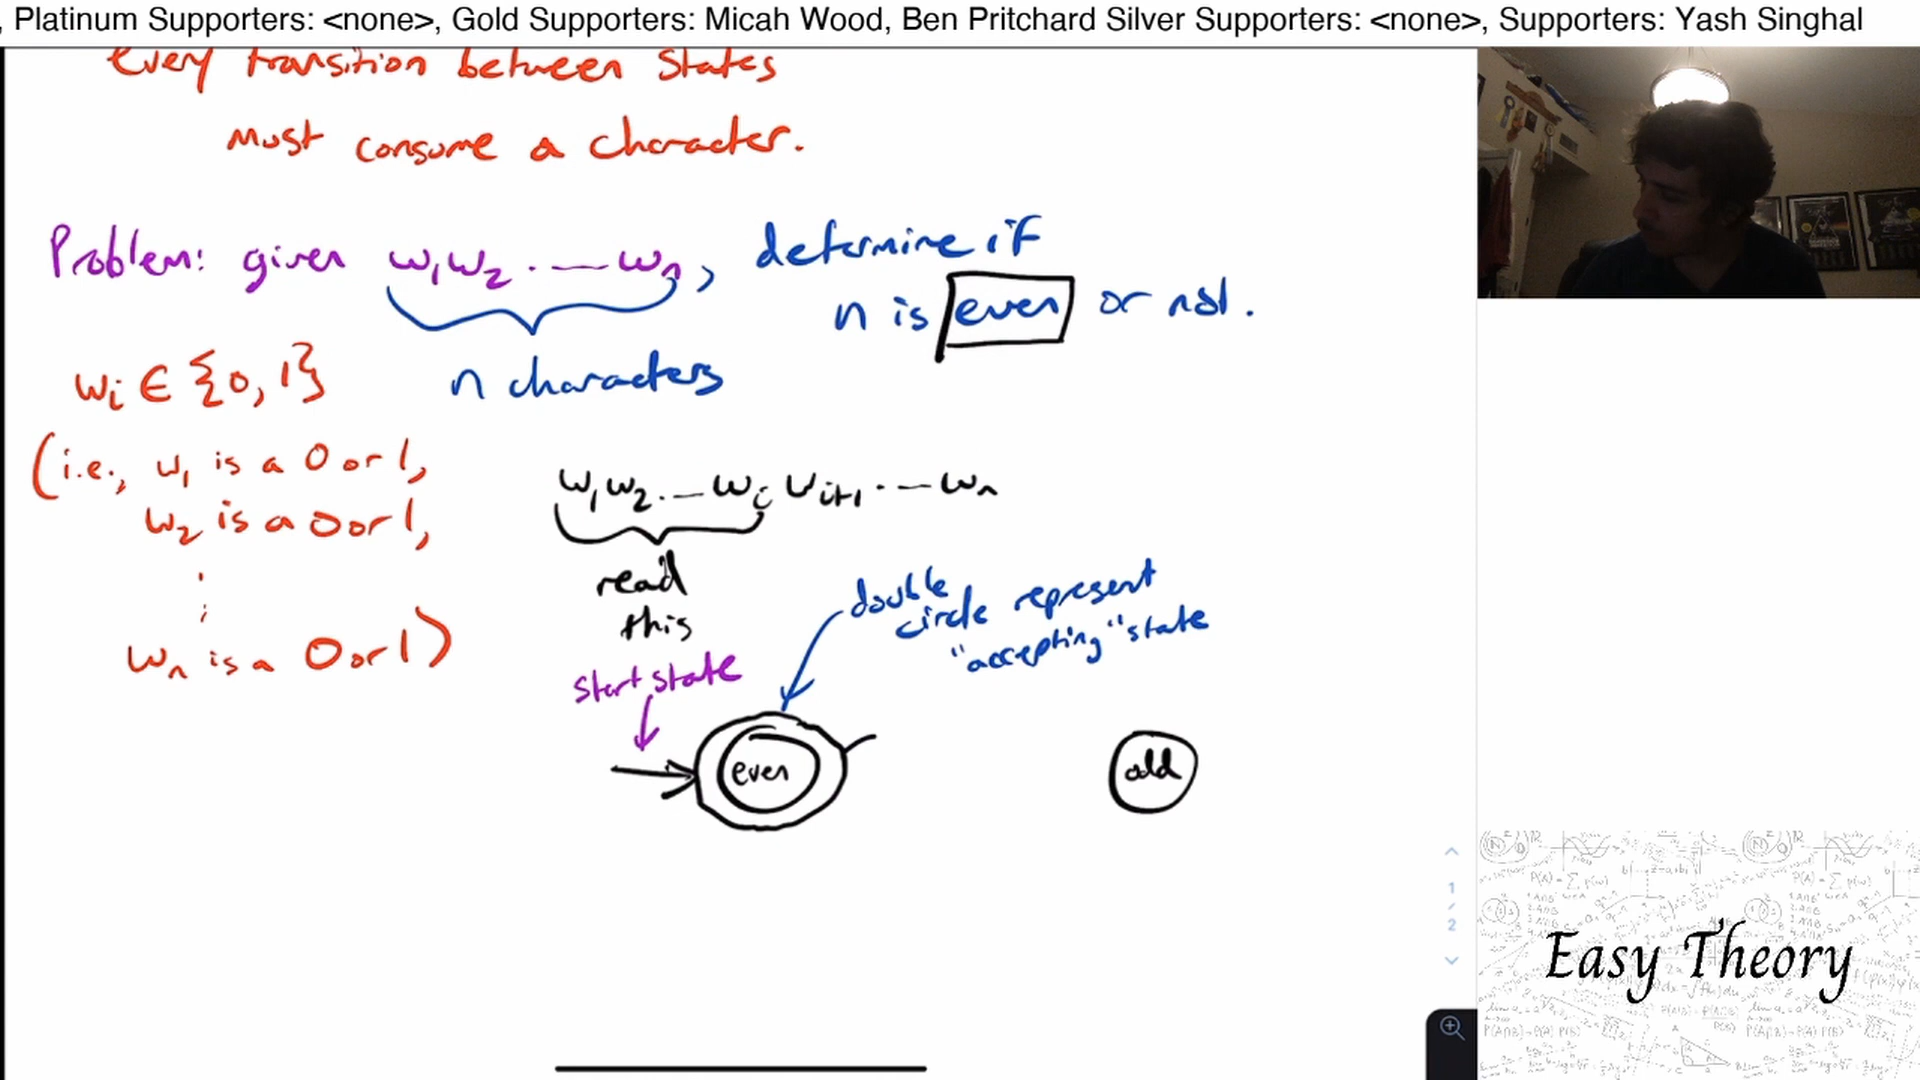 , Platinum Supporters: <none>, Gold Supporters: Micah Wood, Ben Pritchard Silver Supporters: <none>, Supporters: Yash Singhal
every transition between states
must consume a character.
Problem: given w₁w₂.—wₙ, determine if
n is even or not.
n characters
wᵢ ∈ {0, 1}
(i.e., w₁ is a 0 or 1,
w₂ is a 0 or 1,
⋮
wₙ is a 0 or 1)
w₁w₂.—wᵢ wᵢ₊₁.—wₙ
read
this
double
circle represent
"accepting" state
start state
even
odd
1
2
Easy Theory